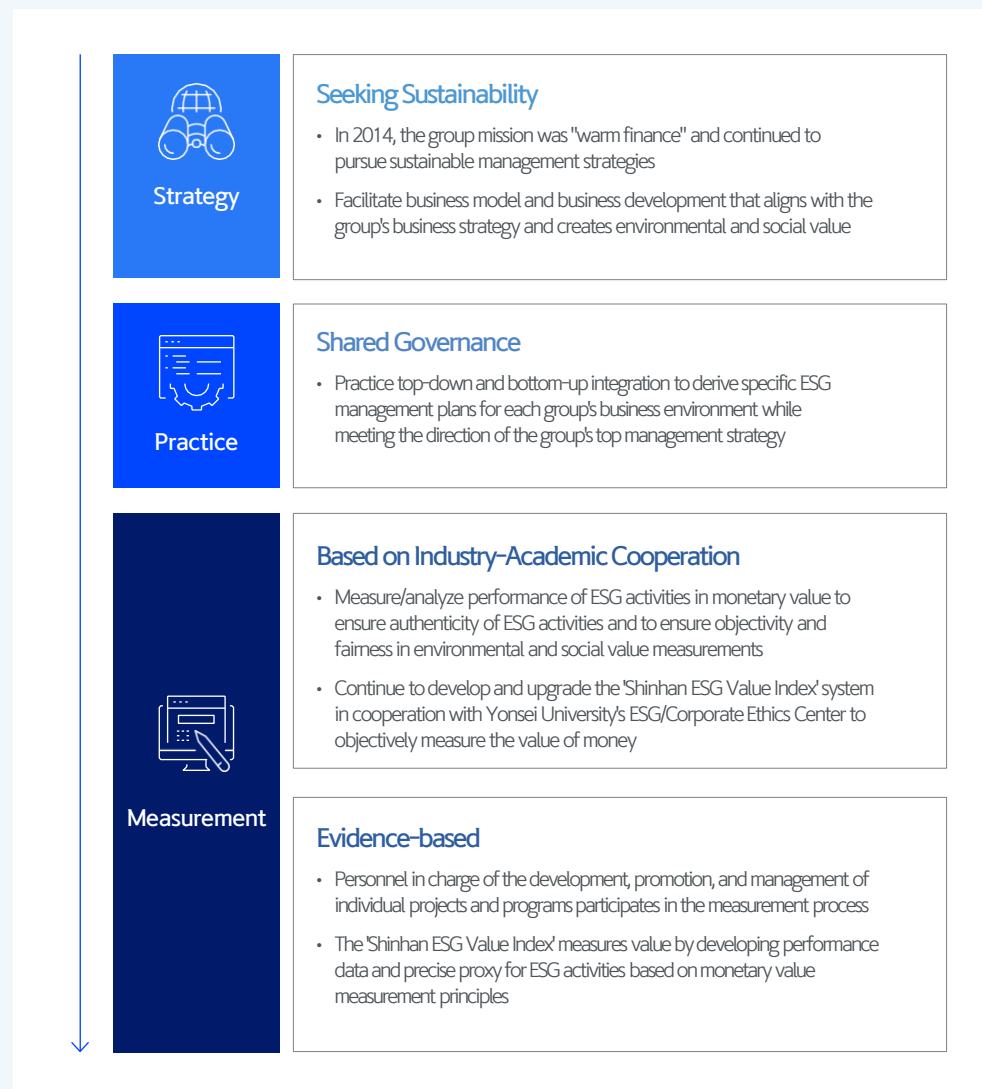 Strategy
Seeking Sustainability
• In 2014, the group mission was "warm finance" and continued to
pursue sustainable management strategies
• Facilitate business model and business development that aligns with the
group's business strategy and creates environmental and social value
Practice
Shared Governance
• Practice top-down and bottom-up integration to derive specific ESG
management plans for each group's business environment while
meeting the direction of the group's top management strategy
Measurement
Based on Industry-Academic Cooperation
• Measure/analyze performance of ESG activities in monetary value to
ensure authenticity of ESG activities and to ensure objectivity and
fairness in environmental and social value measurements
• Continue to develop and upgrade the 'Shinhan ESG Value Index' system
in cooperation with Yonsei University's ESG/Corporate Ethics Center to
objectively measure the value of money
Evidence-based
• Personnel in charge of the development, promotion, and management of
individual projects and programs participates in the measurement process
• The 'Shinhan ESG Value Index' measures value by developing performance
data and precise proxy for ESG activities based on monetary value
measurement principles